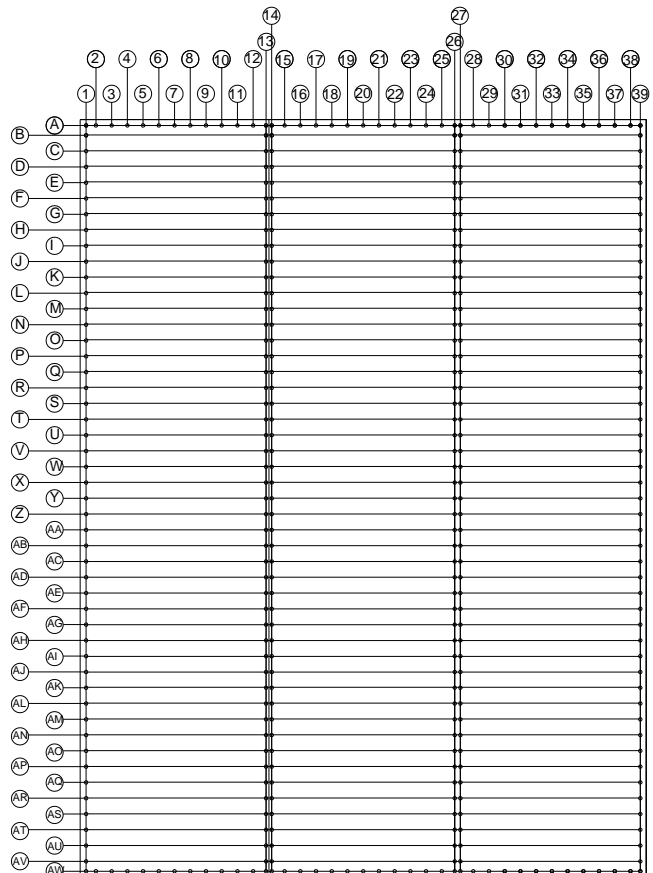 14 27
13 26
2 4 6 8 10 12 15 17 19 21 23 25 28 30 32 34 36 38
1 3 5 7 9 11 16 18 20 22 24 29 31 33 35 37 39
A
B
C
D
E
F
G
H
I
J
K
L
M
N
O
P
Q
R
S
T
U
V
W
X
Y
Z
AA
AB
AC
AD
AE
AF
AG
AH
AI
AJ
AK
AL
AM
AN
AO
AP
AQ
AR
AS
AT
AU
AV
AW